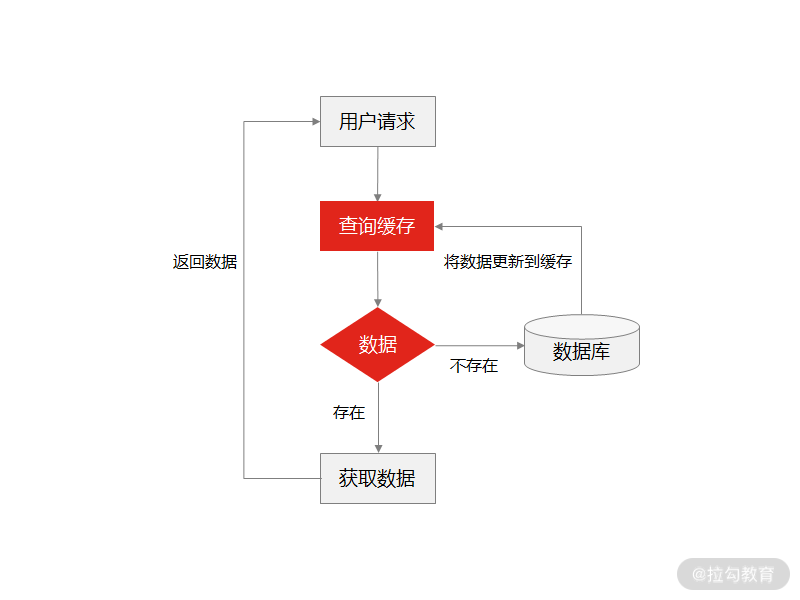 用户请求
查询缓存
返回数据
将数据更新到缓存
数据
数据库
不存在
存在
获取数据
@拉勾教育